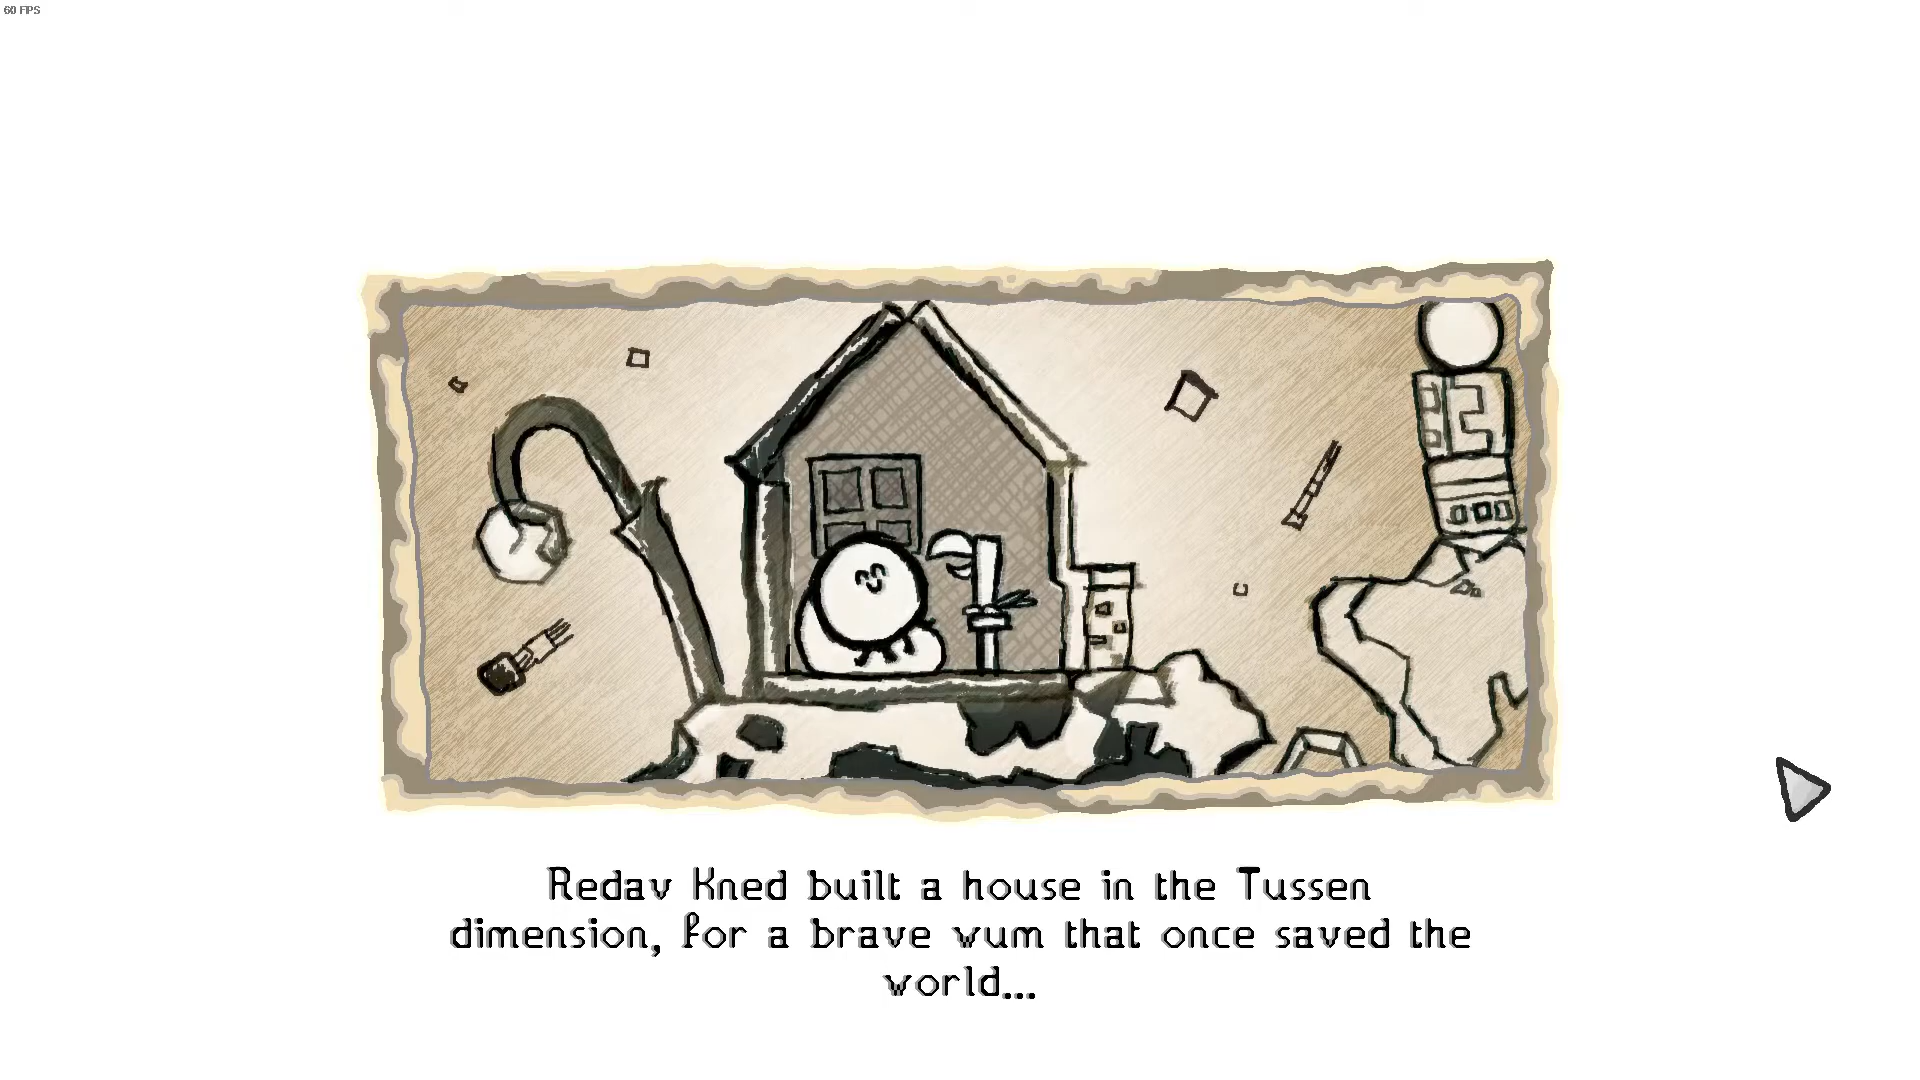 60 FPS
Redav Kned built a house in the Tussen
dimension, for a brave wum that once saved the
world...